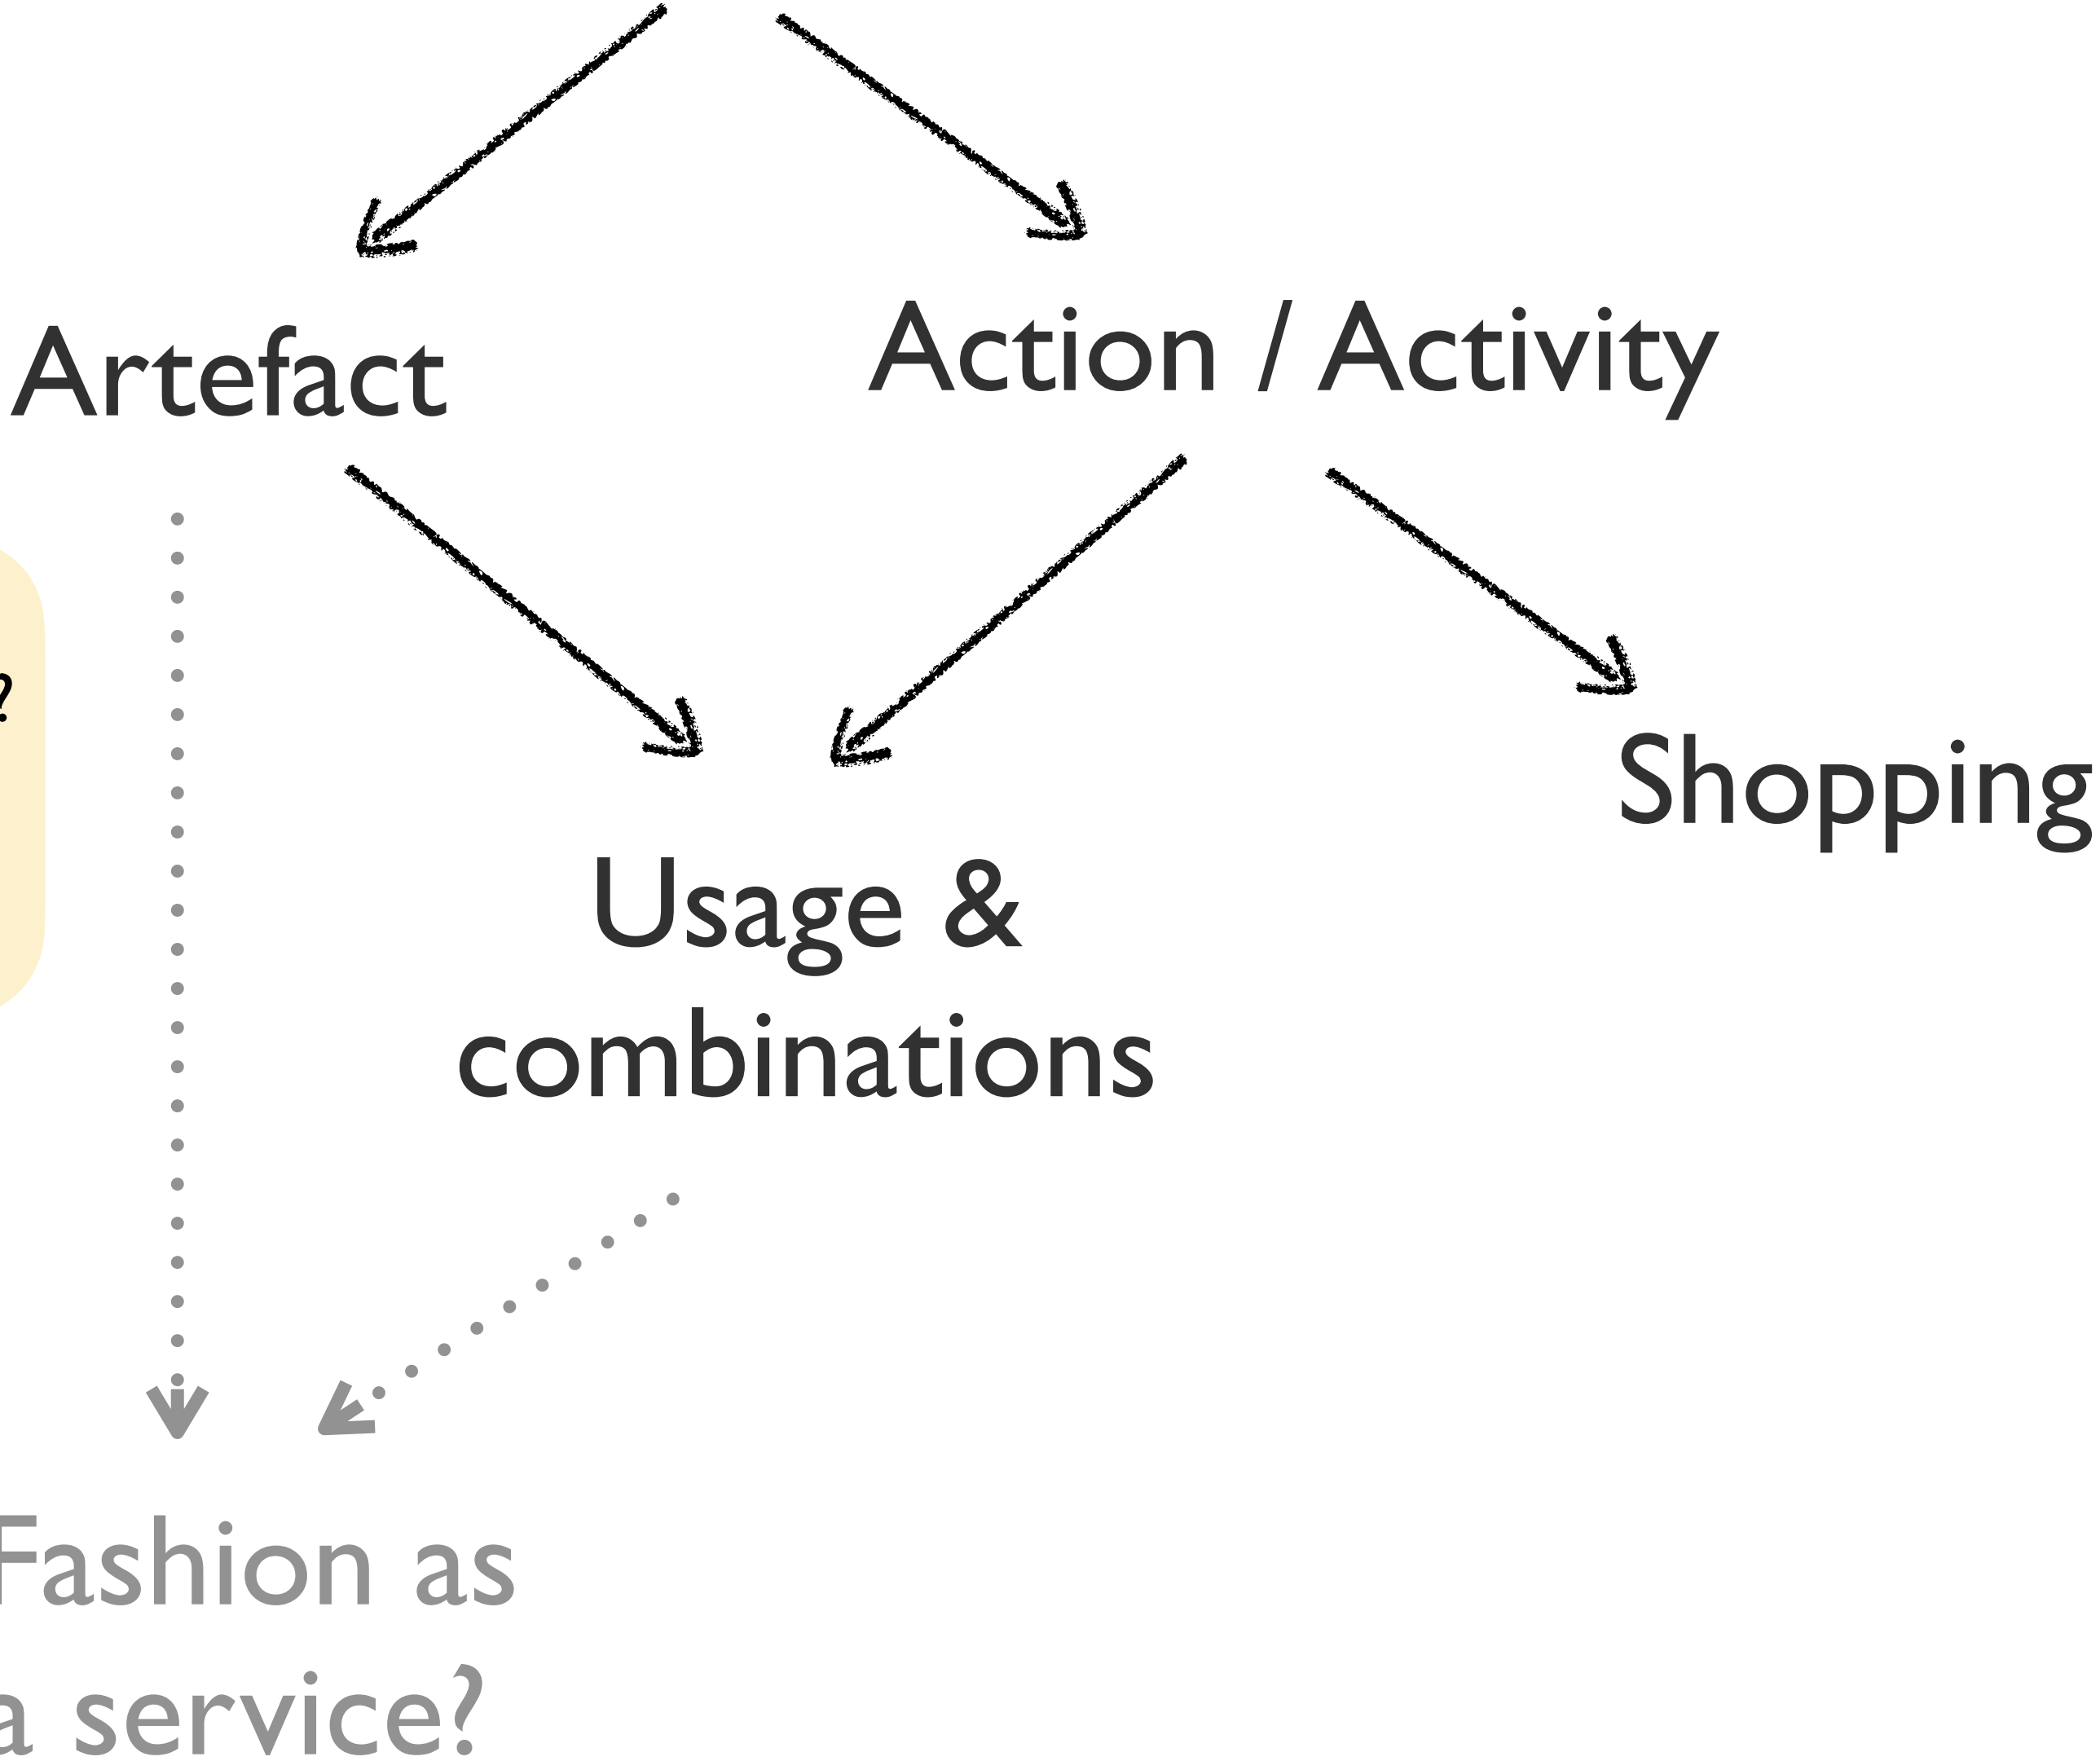 Artefact
Action / Activity
?
Shopping
Usage &
combinations
Fashion as
a service?